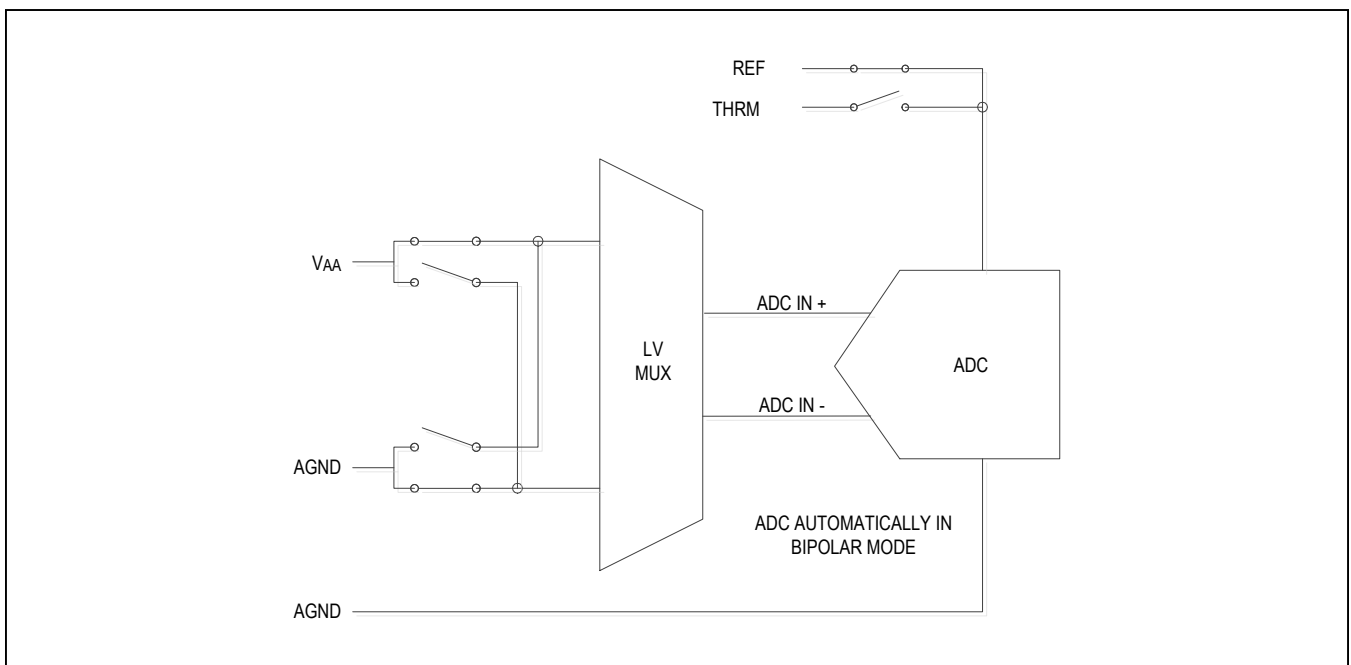 REF
THRM
VAA
LV
MUX
ADC IN +
ADC
ADC IN -
AGND
ADC AUTOMATICALLY IN
BIPOLAR MODE
AGND